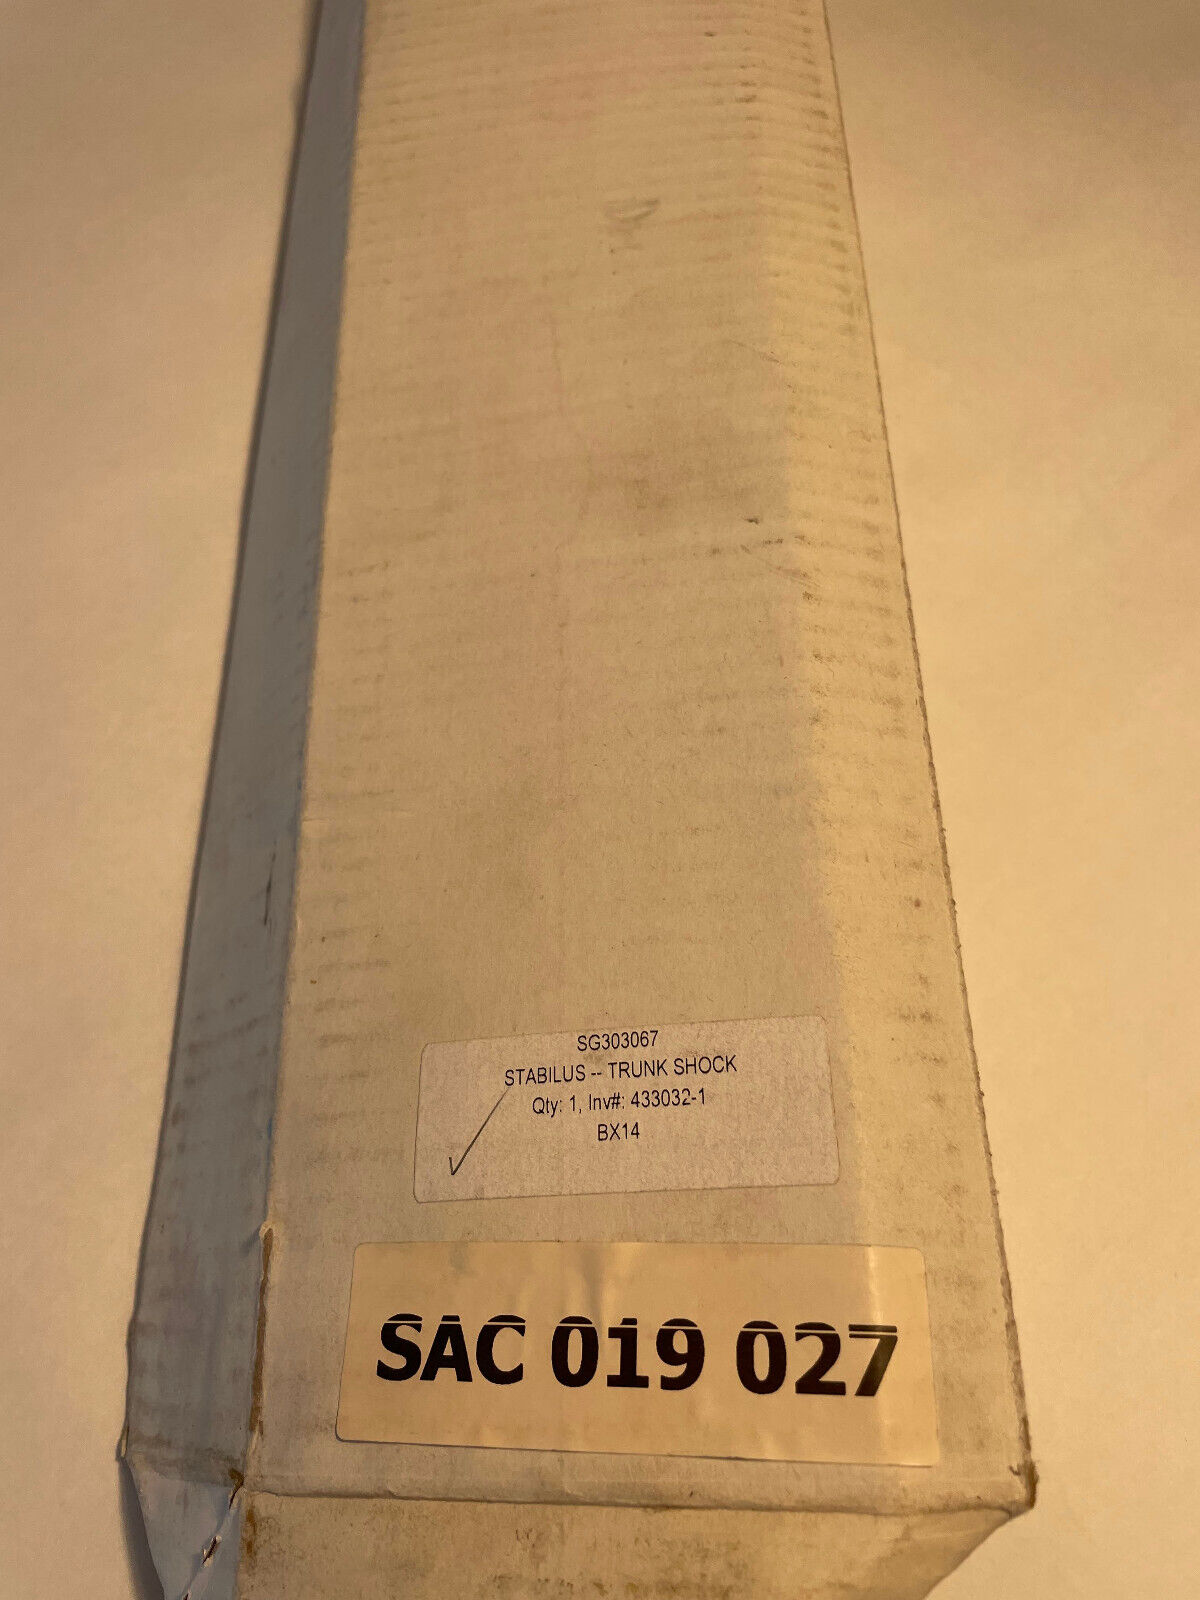 SG303067
STABILUS -- TRUNK SHOCK
Qty: 1, Inv#: 433032-1
BX14
SAC 019 027